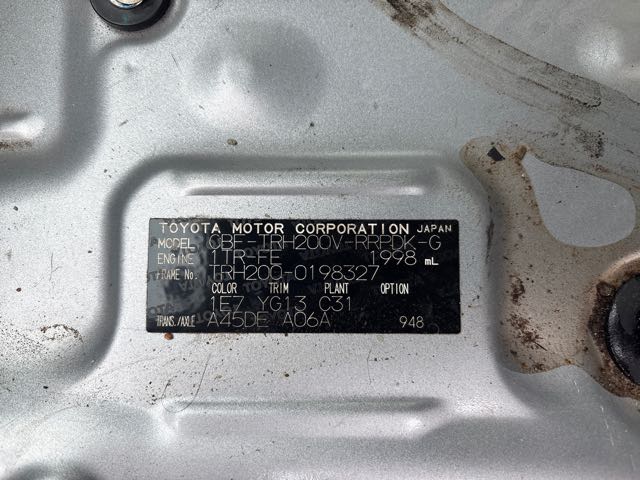 TOYOTA MOTOR CORPORATION JAPAN
MODEL CBF-TRH200V-RRPDK-G
ENGINE 1TR-FE 1998 mL
FRAME No. TRH200-0198327
COLOR TRIM PLANT OPTION
1E7 YG13 C31
TRANS./AXLE A45DE A06A 948